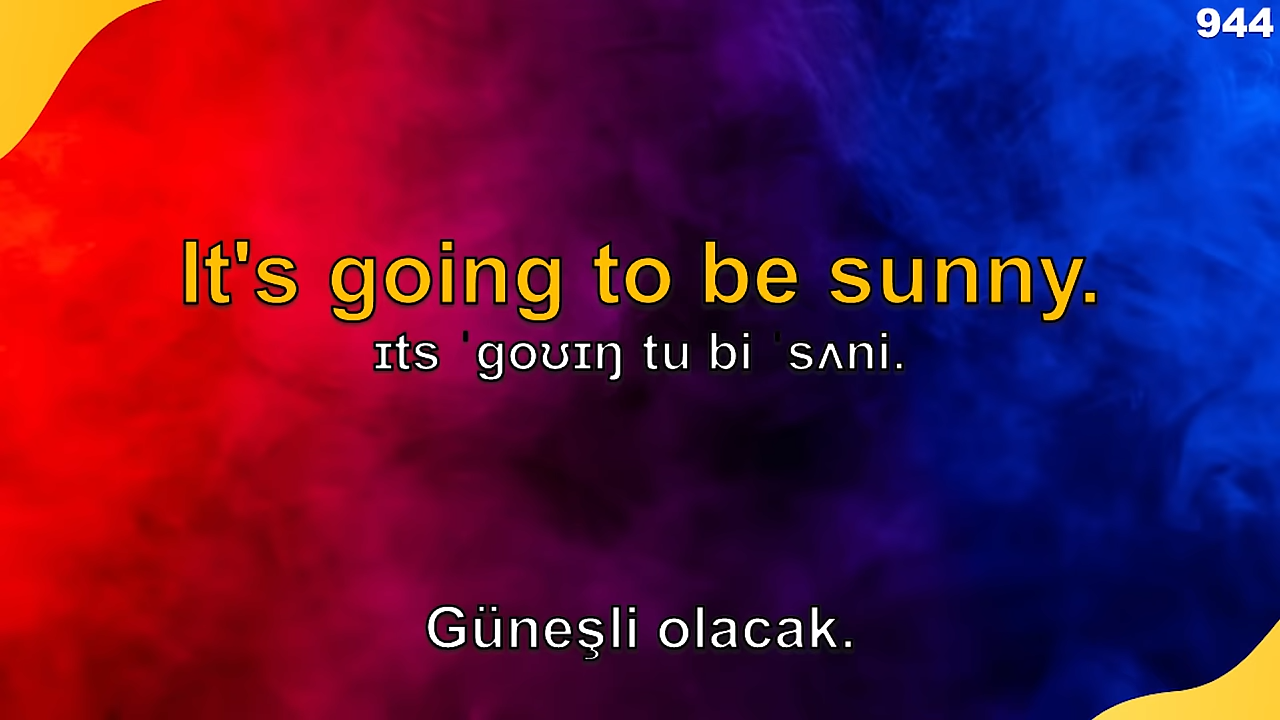 944
It's going to be sunny.
ɪts ˈɡoʊɪŋ tu bi ˈsʌni.
Güneşli olacak.